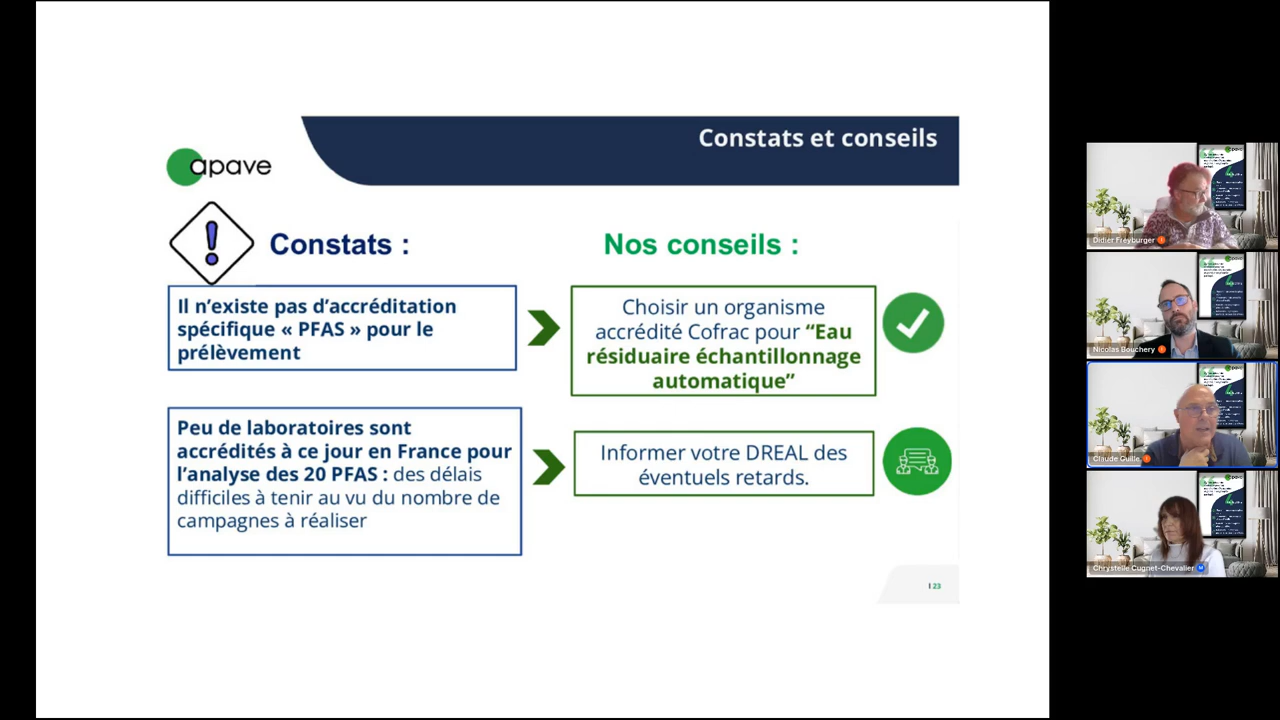 Constats et conseils
apave
Constats :
Nos conseils :
Il n'existe pas d'accréditation
spécifique « PFAS » pour le
prélèvement
Choisir un organisme
accrédité Cofrac pour “Eau
résiduaire échantillonnage
automatique”
Peu de laboratoires sont
accrédités à ce jour en France pour
l'analyse des 20 PFAS : des délais
difficiles à tenir au vu du nombre de
campagnes à réaliser
Informer votre DREAL des
éventuels retards.
I 23
Didier Freyburger
Nicolas Bouchery
Claude Guille
Chrystelle Cugnet-Chevalier